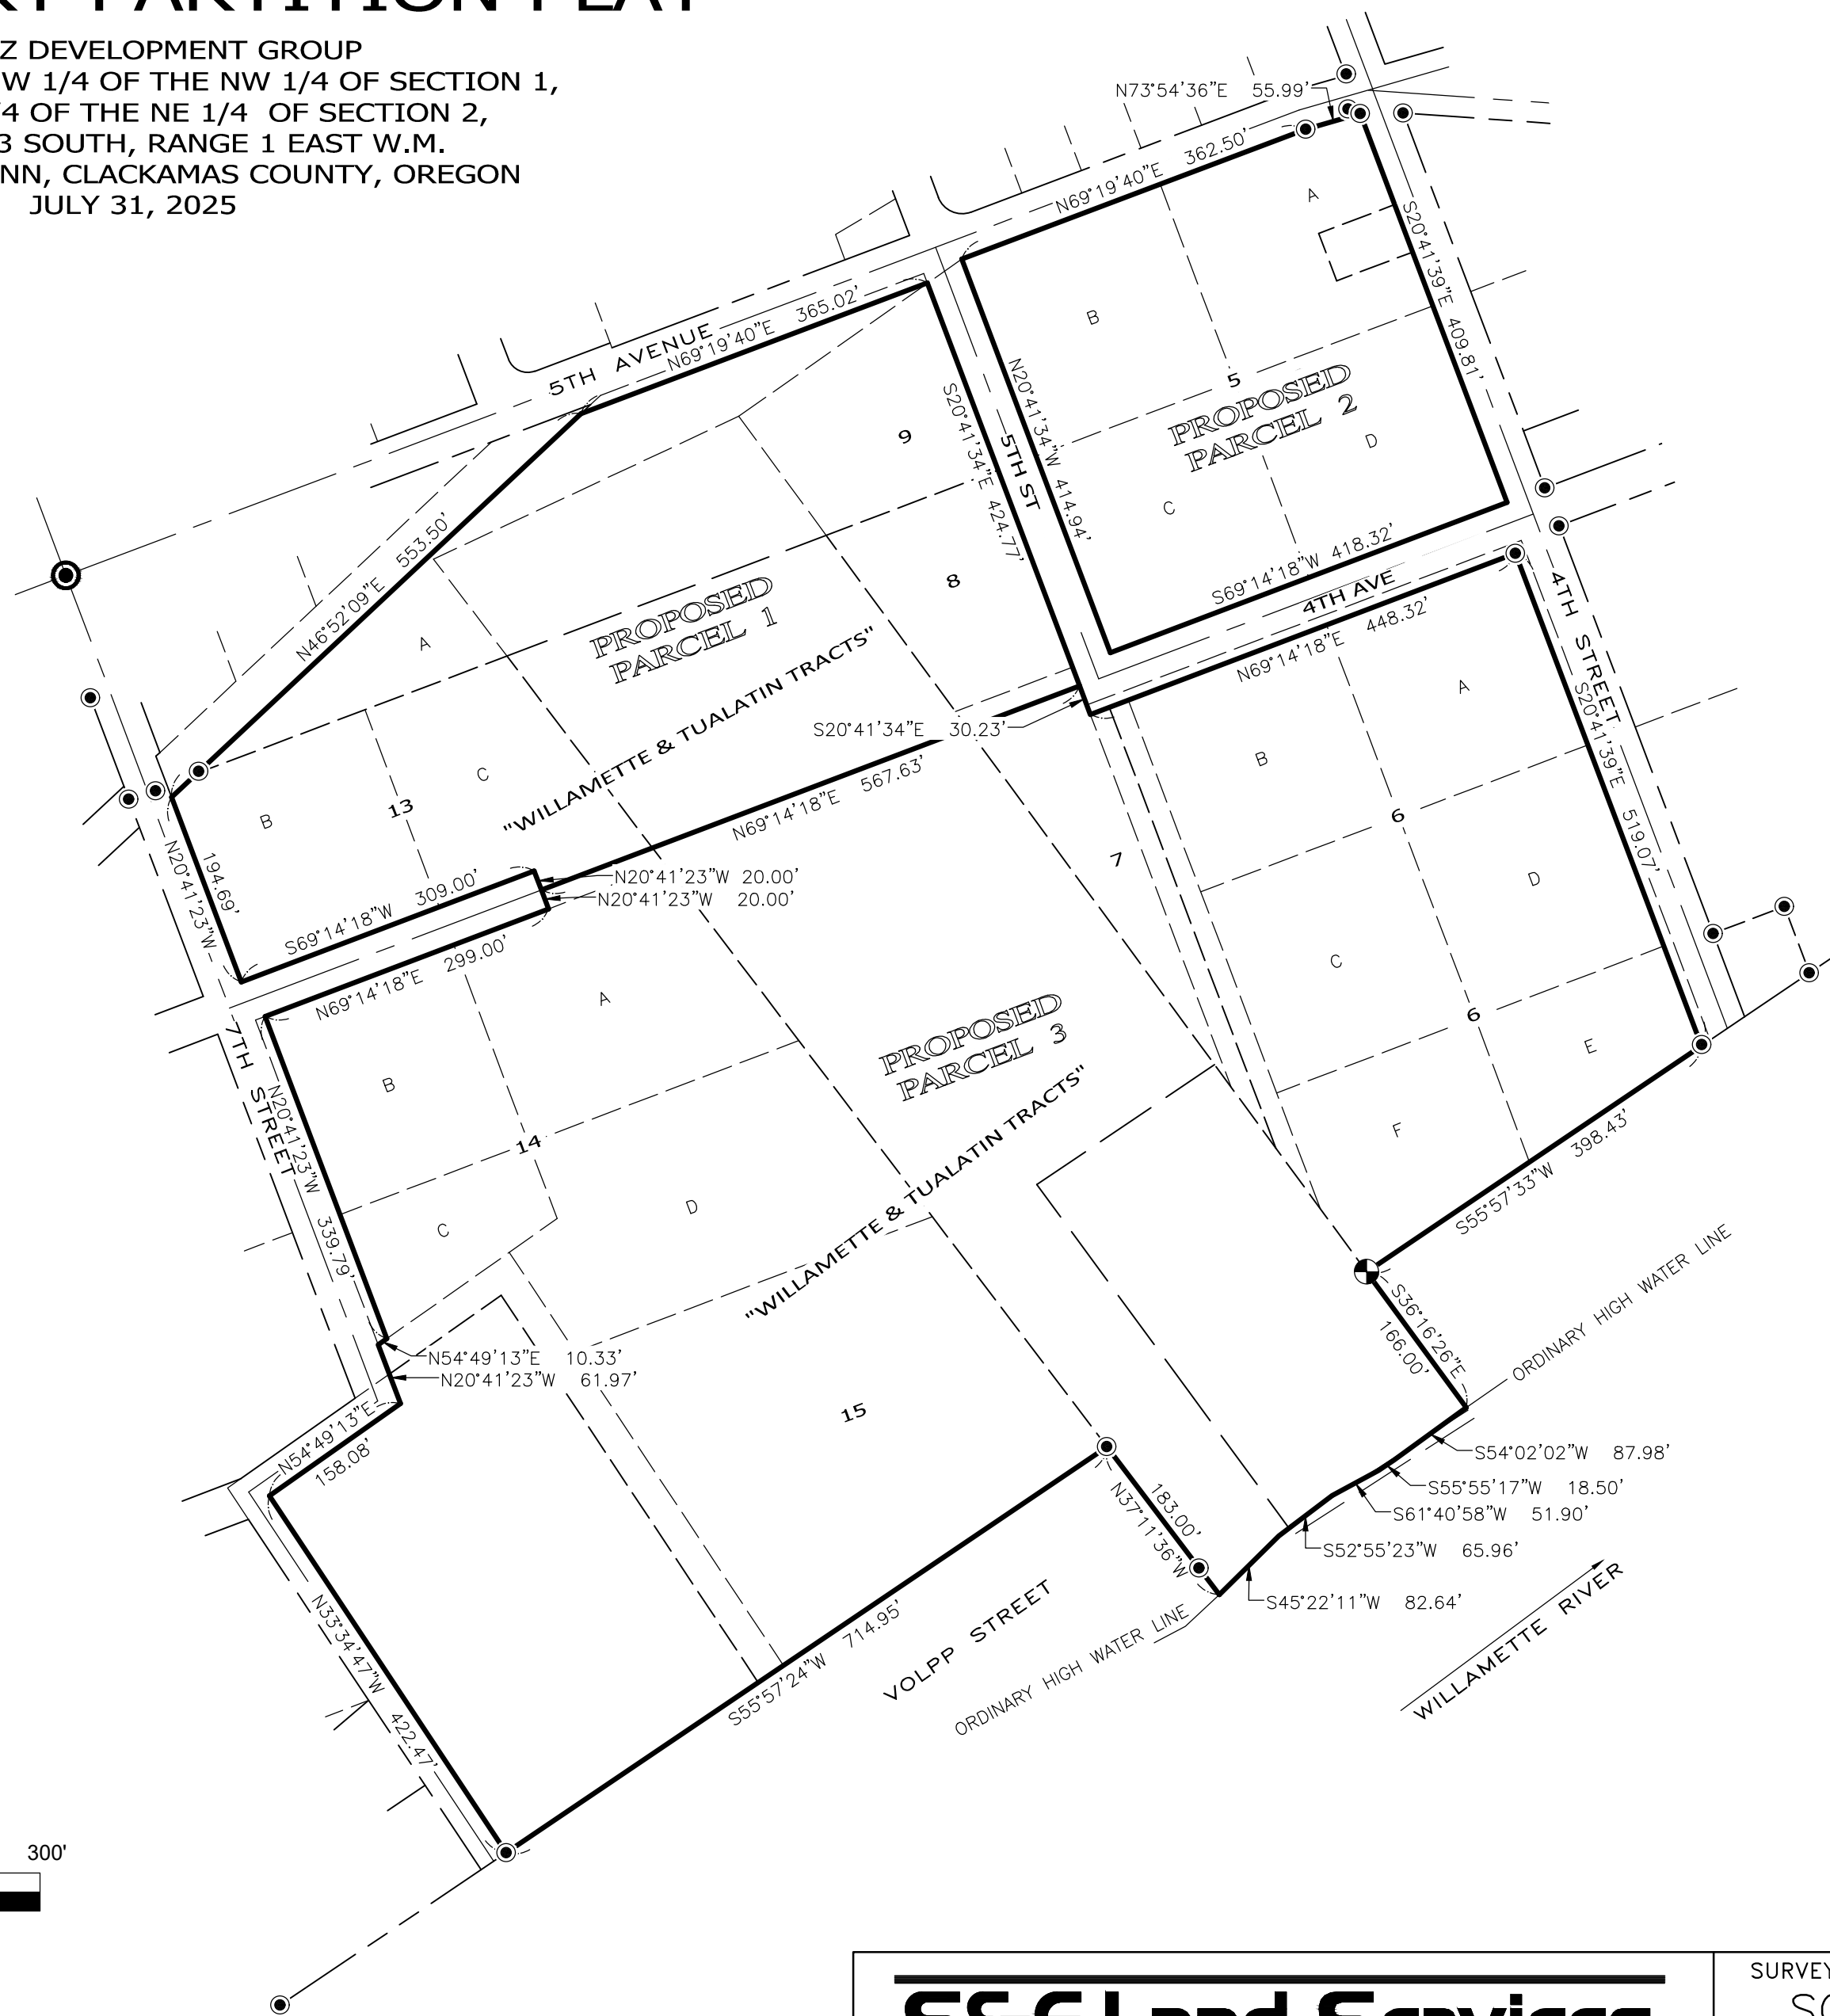 PARTITION PLAT
Z DEVELOPMENT GROUP
W 1/4 OF THE NW 1/4 OF SECTION 1,
/4 OF THE NE 1/4 OF SECTION 2,
3 SOUTH, RANGE 1 EAST W.M.
NN, CLACKAMAS COUNTY, OREGON
JULY 31, 2025
N73°54'36"E 55.99'
N69°19'40"E 362.50'
A
S20°41'39"E 409.81'
B
5
PROPOSED
PARCEL 2
D
C
N20°41'34"W 414.94'
S69°14'18"W 418.32'
5TH AVENUE
N69°19'40"E 365.02'
5TH ST
S20°41'34"E 424.77'
9
8
N46°52'09"E 553.50'
A
PROPOSED
PARCEL 1
"WILLAMETTE & TUALATIN TRACTS"
C
13
B
N20°41'23"W
194.69'
S69°14'18"W 309.00'
N20°41'23"W 20.00'
N20°41'23"W 20.00'
N69°14'18"E 567.63'
S20°41'34"E 30.23'
4TH AVE
N69°14'18"E 448.32'
4TH STREET
S20°41'39"E 519.07'
A
B
6
7
D
C
6
E
F
N69°14'18"E 299.00'
A
7TH STREET
B
N20°41'23"W 339.79'
14
C
D
PROPOSED
PARCEL 3
"WILLAMETTE & TUALATIN TRACTS"
S55°57'33"W 398.43'
S36°16'26"E
166.00'
ORDINARY HIGH WATER LINE
N54°49'13"E 10.33'
N20°41'23"W 61.97'
N54°49'13"E
158.08'
15
S54°02'02"W 87.98'
S55°55'17"W 18.50'
S61°40'58"W 51.90'
S52°55'23"W 65.96'
S45°22'11"W 82.64'
183.00'
N37°11'36"W
N33°34'47"W 422.47'
S55°57'24"W 714.95'
VOLPP STREET
ORDINARY HIGH WATER LINE
WILLAMETTE RIVER
300'
SURVEY